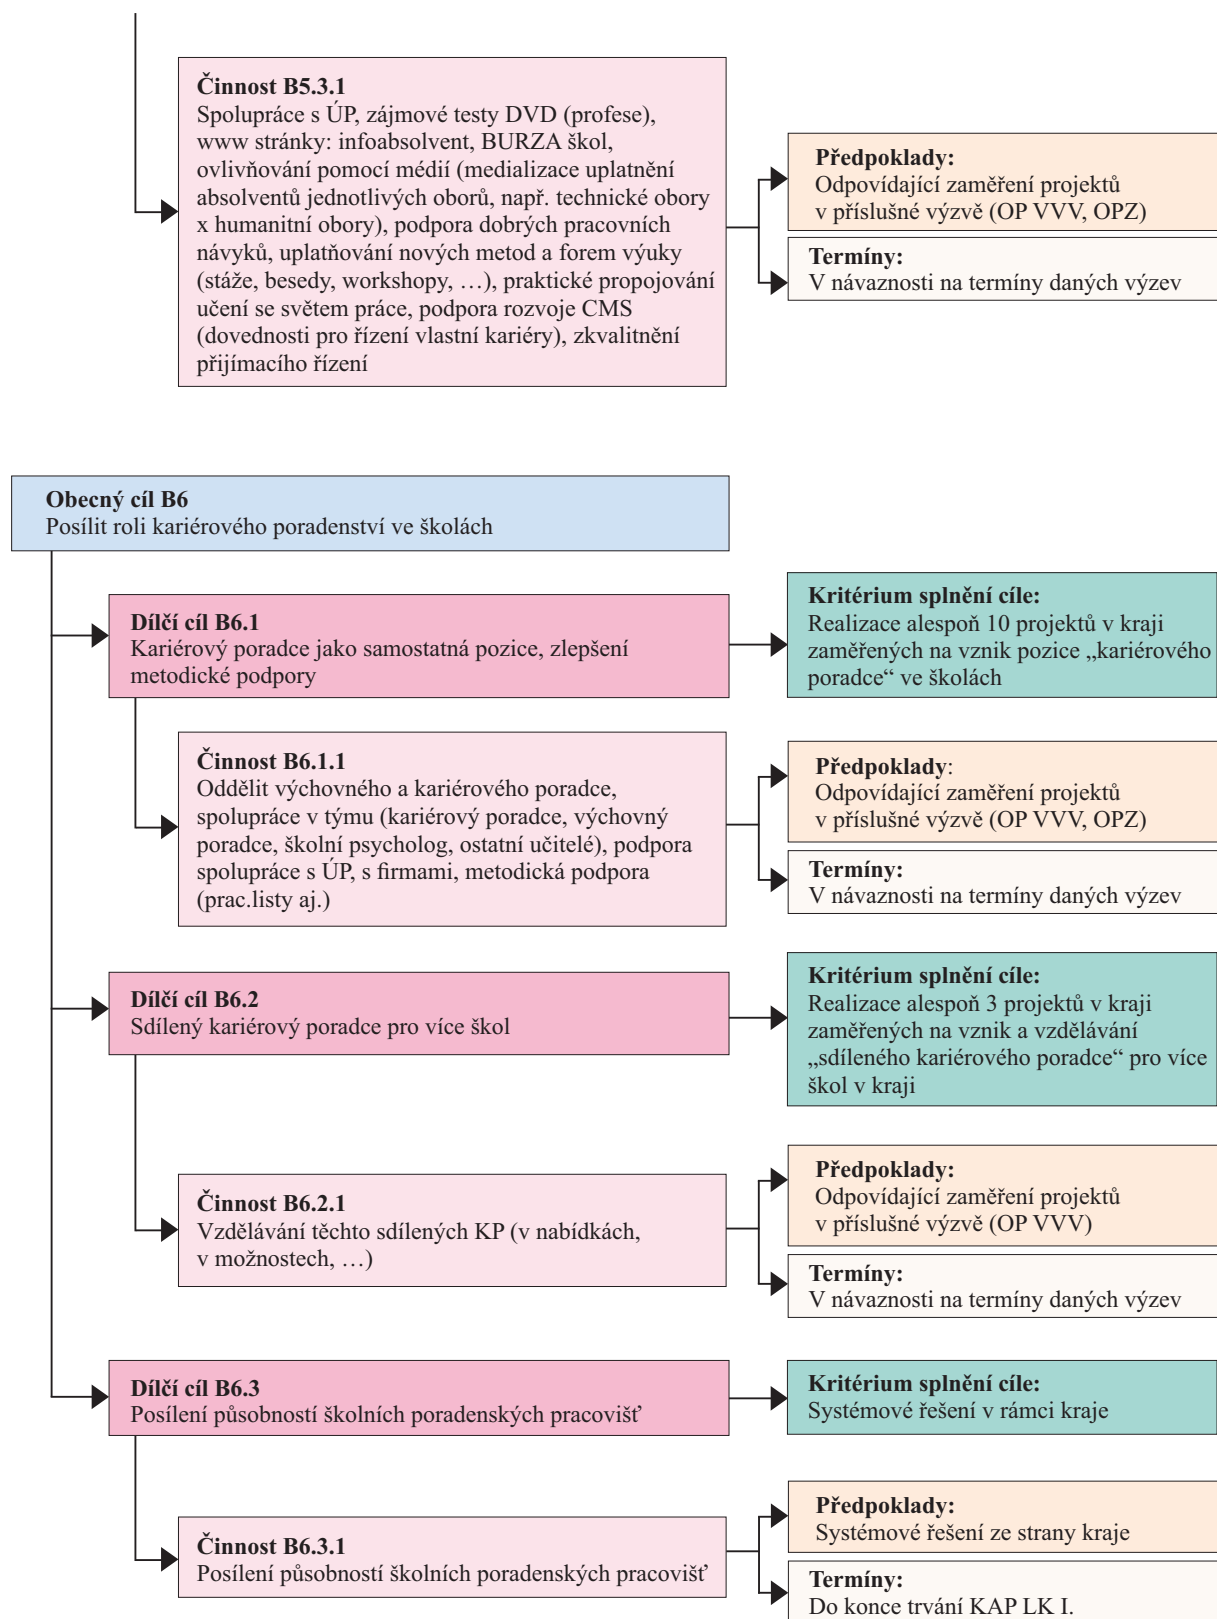 Činnost B5.3.1
Spolupráce s ÚP, zájmové testy DVD (profese),
www stránky: infoabsolvent, BURZA škol,
ovlivňování pomocí médií (medializace uplatnění
absolventů jednotlivých oborů, např. technické obory
x humanitní obory), podpora dobrých pracovních
návyků, uplatňování nových metod a forem výuky
(stáže, besedy, workshopy, …), praktické propojování
učení se světem práce, podpora rozvoje CMS
(dovednosti pro řízení vlastní kariéry), zkvalitnění
přijímacího řízení
Předpoklady:
Odpovídající zaměření projektů
v příslušné výzvě (OP VVV, OPZ)
Termíny:
V návaznosti na termíny daných výzev
Obecný cíl B6
Posílit roli kariérového poradenství ve školách
Dílčí cíl B6.1
Kariérový poradce jako samostatná pozice, zlepšení
metodické podpory
Kritérium splnění cíle:
Realizace alespoň 10 projektů v kraji
zaměřených na vznik pozice „kariérového
poradce“ ve školách
Činnost B6.1.1
Oddělit výchovného a kariérového poradce,
spolupráce v týmu (kariérový poradce, výchovný
poradce, školní psycholog, ostatní učitelé), podpora
spolupráce s ÚP, s firmami, metodická podpora
(prac.listy aj.)
Předpoklady:
Odpovídající zaměření projektů
v příslušné výzvě (OP VVV, OPZ)
Termíny:
V návaznosti na termíny daných výzev
Dílčí cíl B6.2
Sdílený kariérový poradce pro více škol
Kritérium splnění cíle:
Realizace alespoň 3 projektů v kraji
zaměřených na vznik a vzdělávání
„sdíleného kariérového poradce“ pro více
škol v kraji
Činnost B6.2.1
Vzdělávání těchto sdílených KP (v nabídkách,
v možnostech, …)
Předpoklady:
Odpovídající zaměření projektů
v příslušné výzvě (OP VVV)
Termíny:
V návaznosti na termíny daných výzev
Dílčí cíl B6.3
Posílení působností školních poradenských pracovišť
Kritérium splnění cíle:
Systémové řešení v rámci kraje
Činnost B6.3.1
Posílení působností školních poradenských pracovišť
Předpoklady:
Systémové řešení ze strany kraje
Termíny:
Do konce trvání KAP LK I.